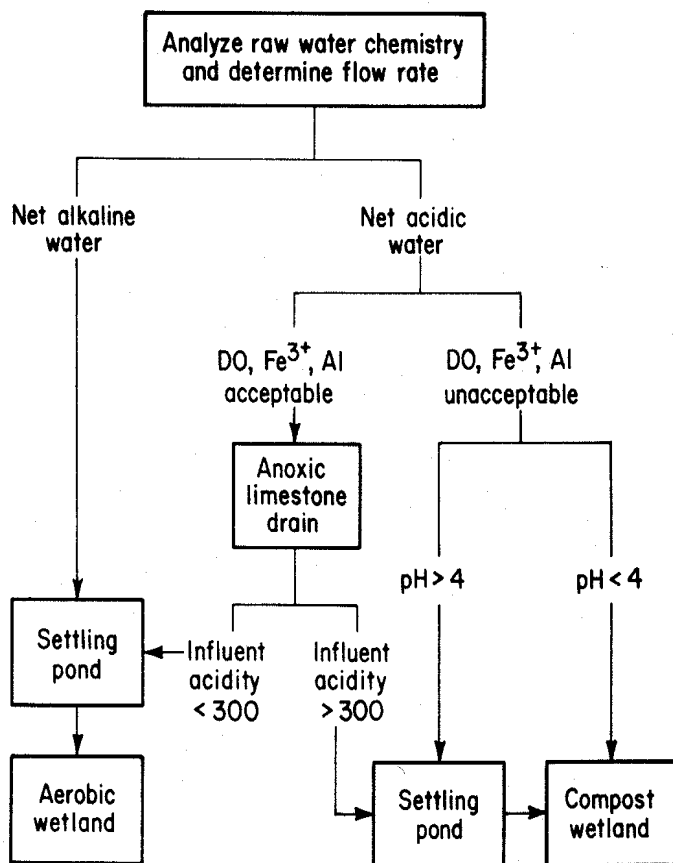 Analyze raw water chemistry
and determine flow rate
Net alkaline
water
Net acidic
water
DO, Fe³⁺, Al
acceptable
DO, Fe³⁺, Al
unacceptable
Anoxic
limestone
drain
pH > 4
pH < 4
Settling
pond
Influent
acidity
< 300
Influent
acidity
> 300
Aerobic
wetland
Settling
pond
Compost
wetland